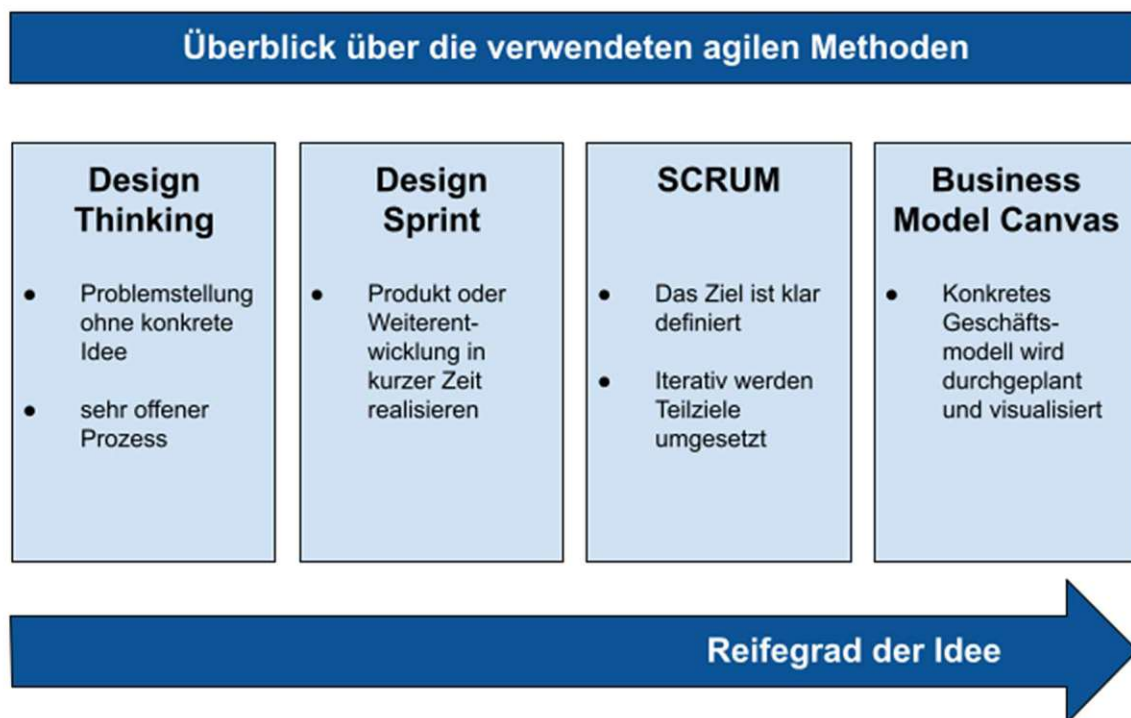 Überblick über die verwendeten agilen Methoden
Design
Thinking
● Problemstellung
ohne konkrete
Idee
● sehr offener
Prozess
Design
Sprint
● Produkt oder
Weiterent-
wicklung in
kurzer Zeit
realisieren
SCRUM
● Das Ziel ist klar
definiert
● Iterativ werden
Teilziele
umgesetzt
Business
Model Canvas
● Konkretes
Geschäfts-
modell wird
durchgeplant
und visualisiert
Reifegrad der Idee